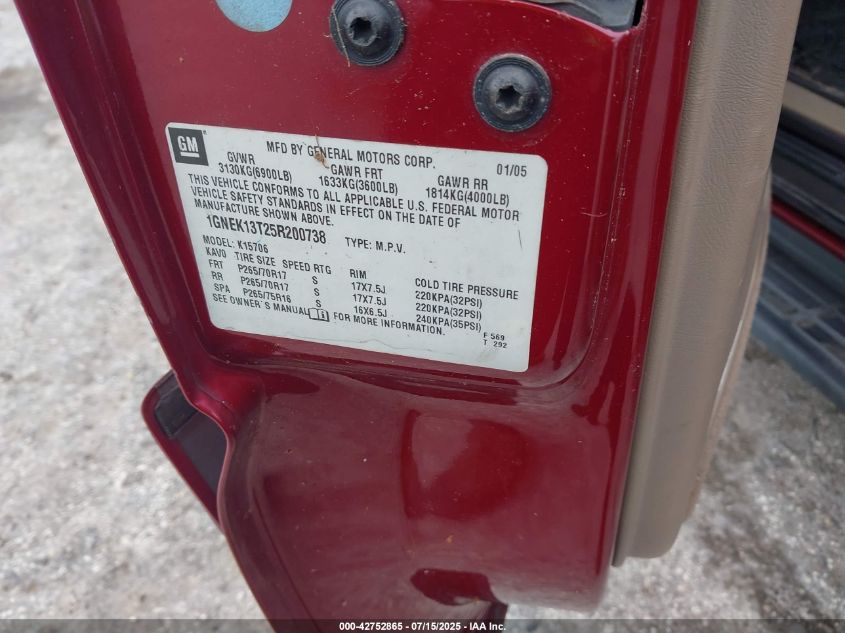 GM
MFD BY GENERAL MOTORS CORP. 01/05
GVWR GAWR FRT GAWR RR
3130KG(6900LB) 1633KG(3600LB) 1814KG(4000LB)
THIS VEHICLE CONFORMS TO ALL APPLICABLE U.S. FEDERAL MOTOR
VEHICLE SAFETY STANDARDS IN EFFECT ON THE DATE OF
MANUFACTURE SHOWN ABOVE.
1GNEK13T25R200738 TYPE: M.P.V.
MODEL: K15706
KAVO TIRE SIZE SPEED RTG RIM COLD TIRE PRESSURE
FRT P265/70R17 S 17X7.5J 220KPA(32PSI)
RR P265/70R17 S 17X7.5J 220KPA(32PSI)
SPA P265/75R16 S 16X6.5J 240KPA(35PSI)
SEE OWNER'S MANUAL FOR MORE INFORMATION.
F 569
T 292
000-42752865 - 07/15/2025 - IAA Inc.